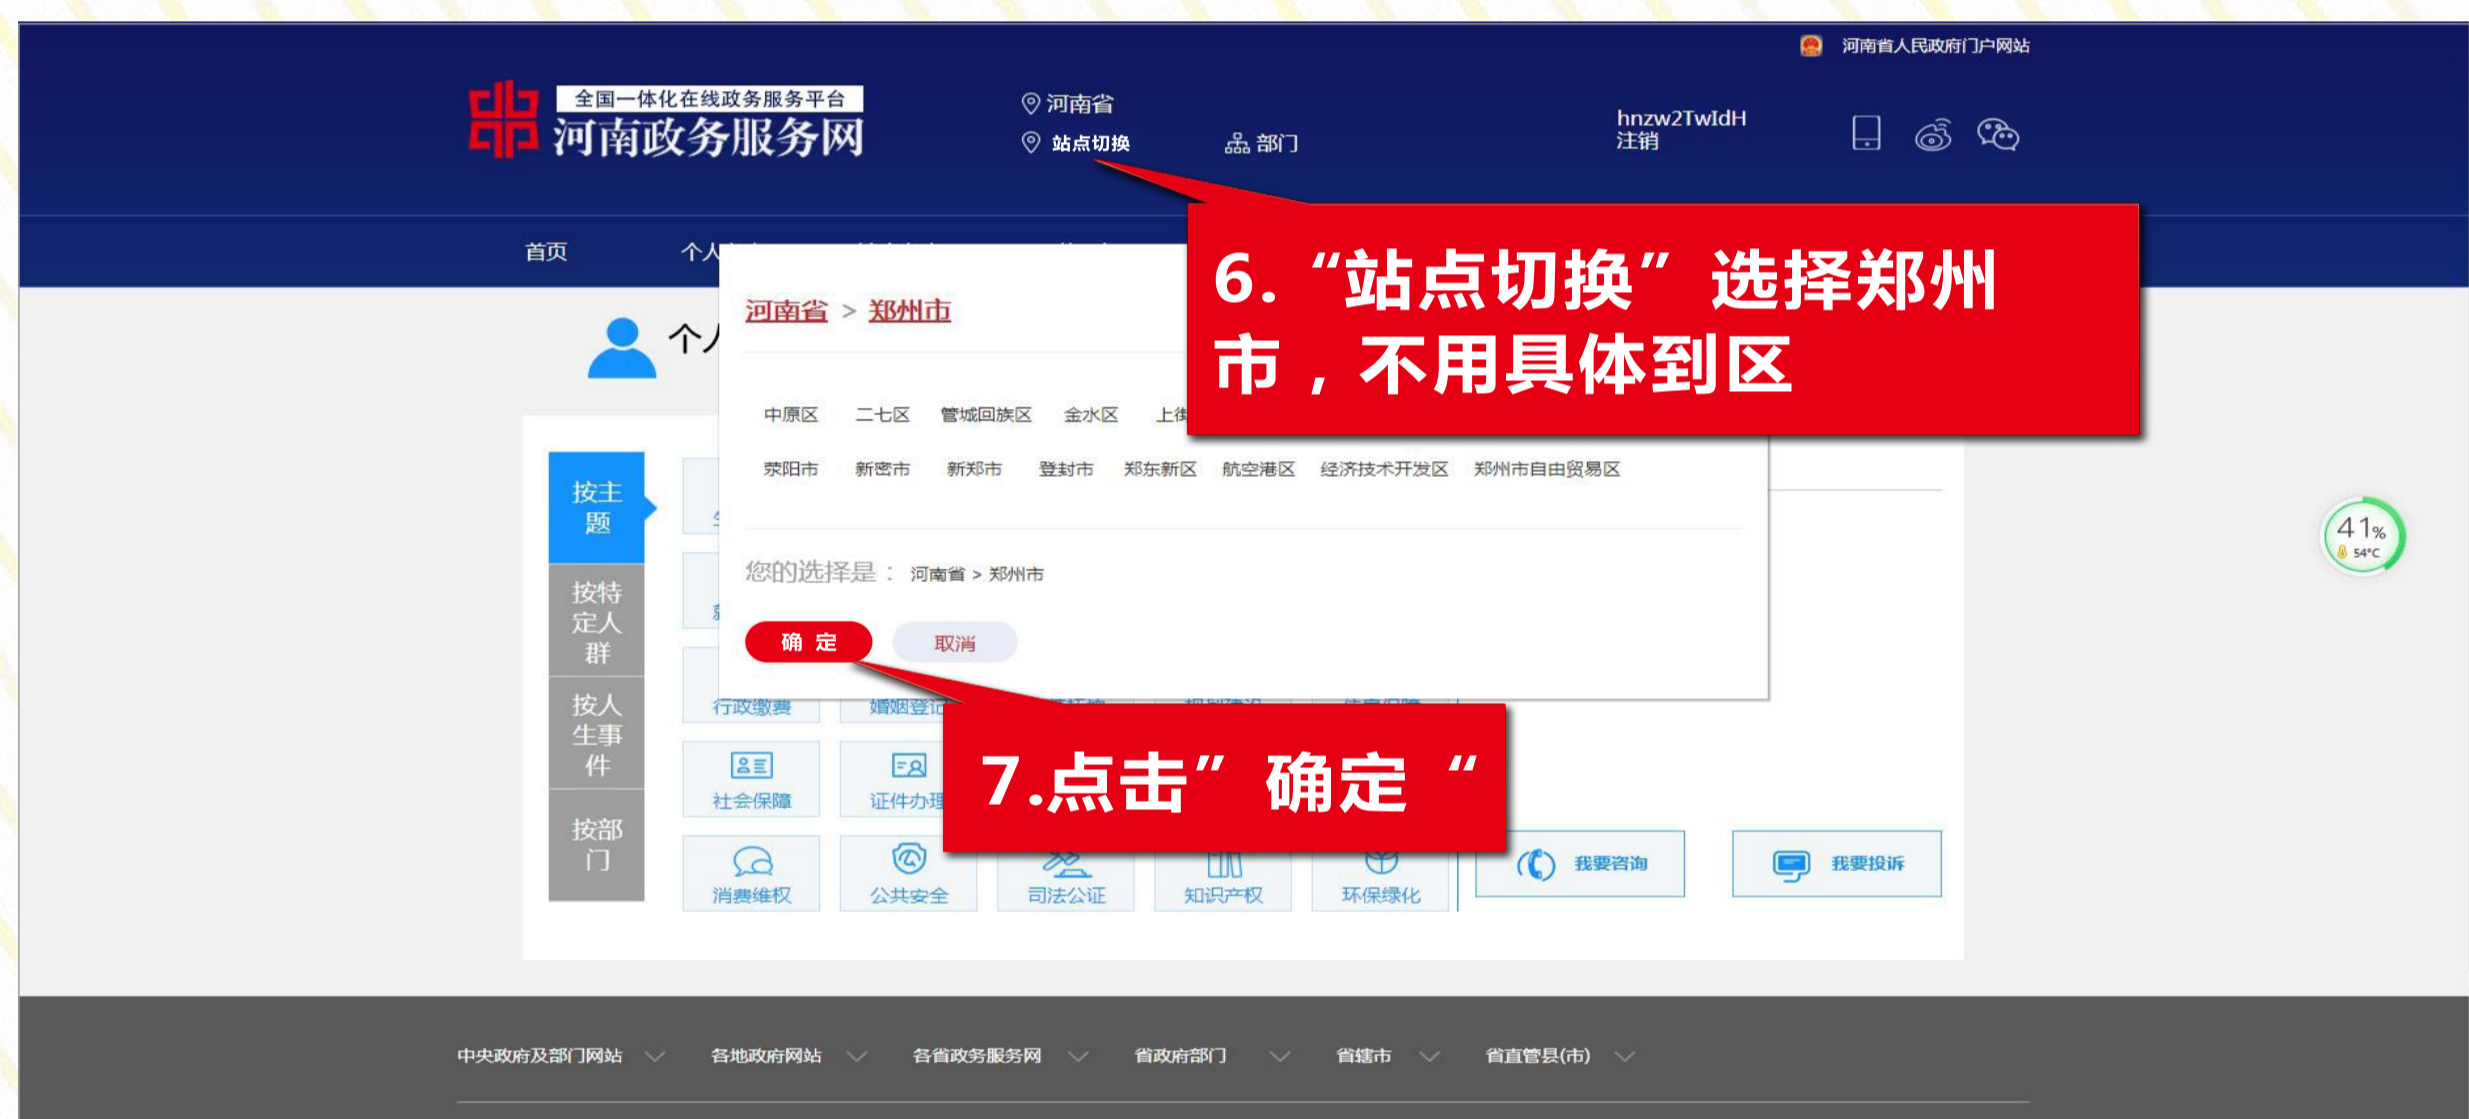 河南省人民政府门户网站
全国一体化在线政务服务平台
河南政务服务网
河南省
站点切换
部门
hnzw2TwIdH
注销
首页
个人
6.“站点切换”选择郑州
市，不用具体到区
河南省 > 郑州市
个人
中原区 二七区 管城回族区 金水区 上街
荥阳市 新密市 新郑市 登封市 郑东新区 航空港区 经济技术开发区 郑州市自由贸易区
您的选择是： 河南省 > 郑州市
确 定
取消
按主
题
按特
定人
群
按人
生事
件
按部
门
行政缴费
婚姻登记
7.点击”确定“
社会保障
证件办理
消费维权
公共安全
司法公证
知识产权
环保绿化
我要咨询
我要投诉
41%
54°C
中央政府及部门网站
各地政府网站
各省政务服务网
省政府部门
省辖市
省直管县(市)